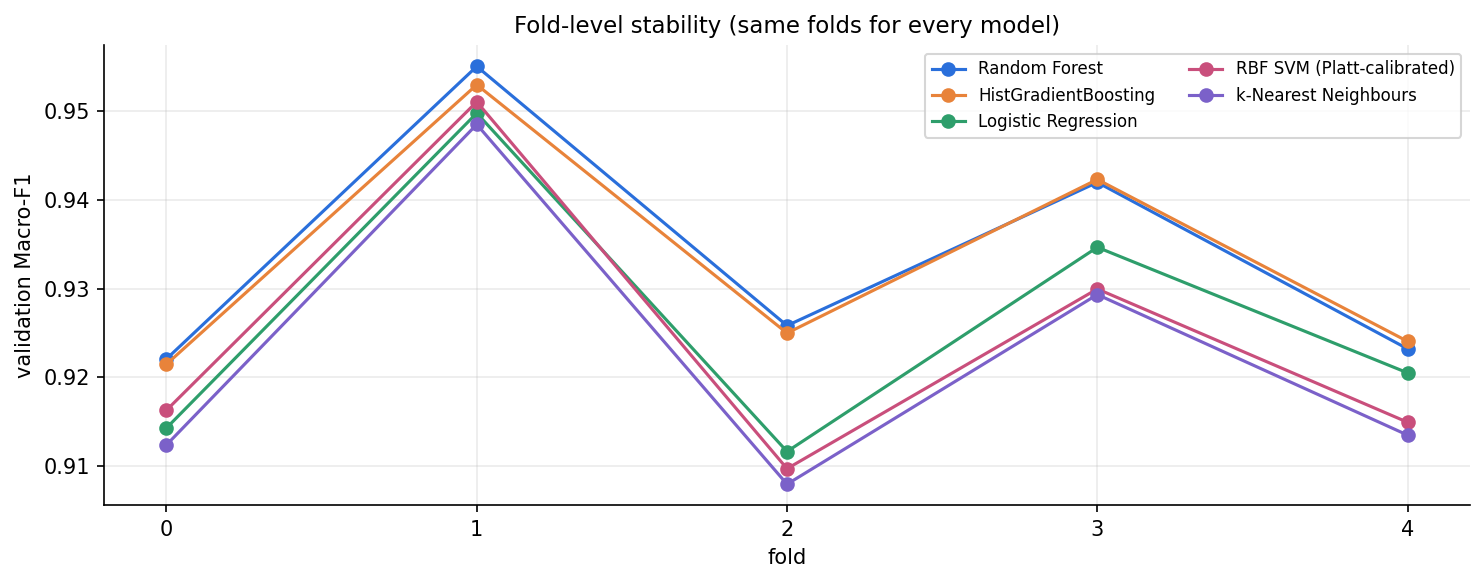 Fold-level stability (same folds for every model)
Random Forest
HistGradientBoosting
Logistic Regression
RBF SVM (Platt-calibrated)
k-Nearest Neighbours
validation Macro-F1
0.95
0.94
0.93
0.92
0.91
0 1 2 3 4
fold